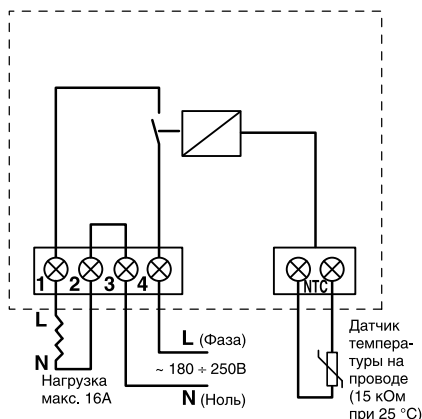 1 2 3 4
NTC
L
N
Нагрузка
макс. 16А
L (Фаза)
~ 180 ÷ 250В
N (Ноль)
Датчик
темпера-
туры на
проводе
(15 кОм
при 25 °С)